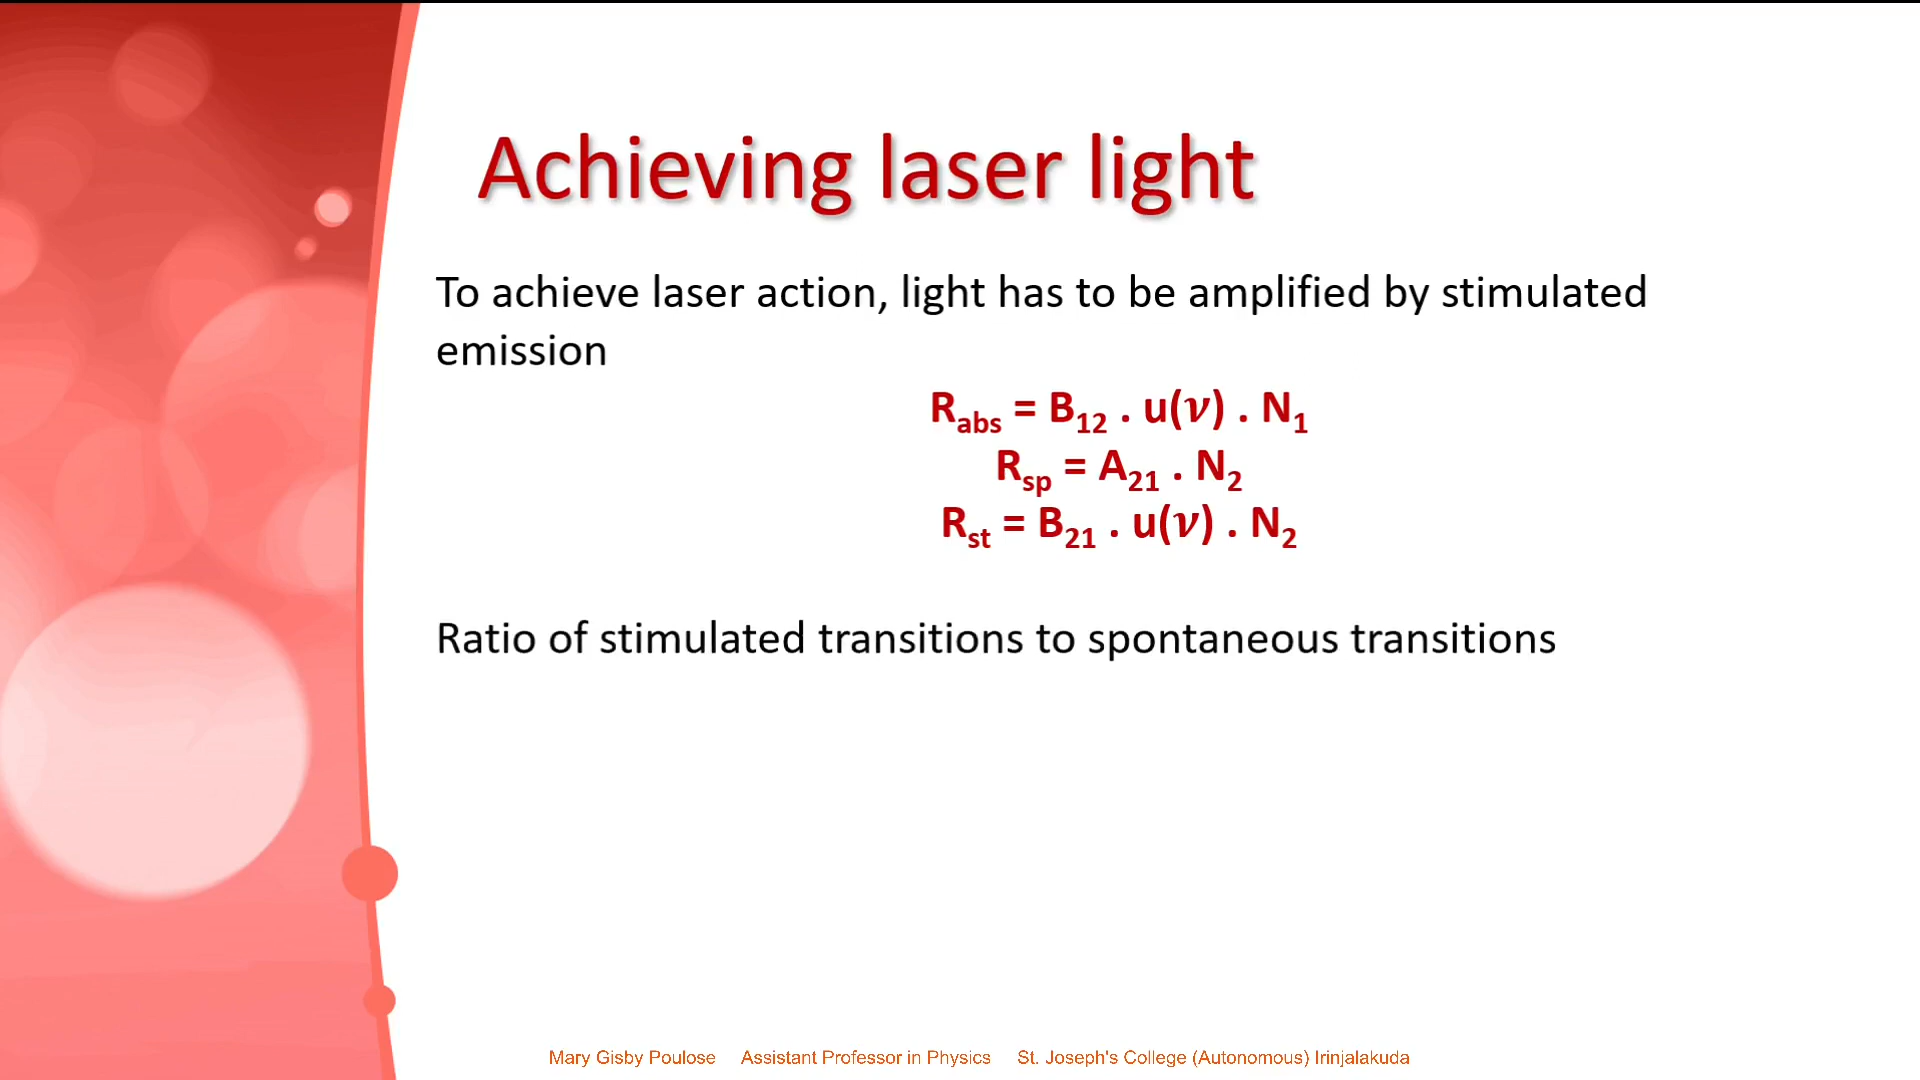 Achieving laser light
To achieve laser action, light has to be amplified by stimulated
emission
R_abs = B_12 . u(ν) . N_1
R_sp = A_21 . N_2
R_st = B_21 . u(ν) . N_2
Ratio of stimulated transitions to spontaneous transitions
Mary Gisby Poulose Assistant Professor in Physics St. Joseph's College (Autonomous) Irinjalakuda